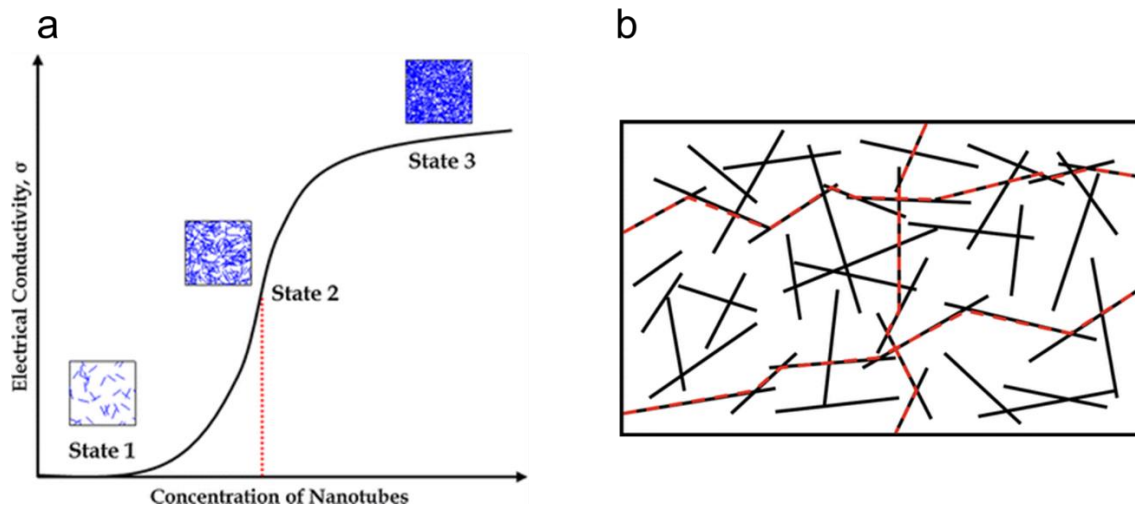 a
b
Electrical Conductivity, σ
State 3
State 2
State 1
Concentration of Nanotubes